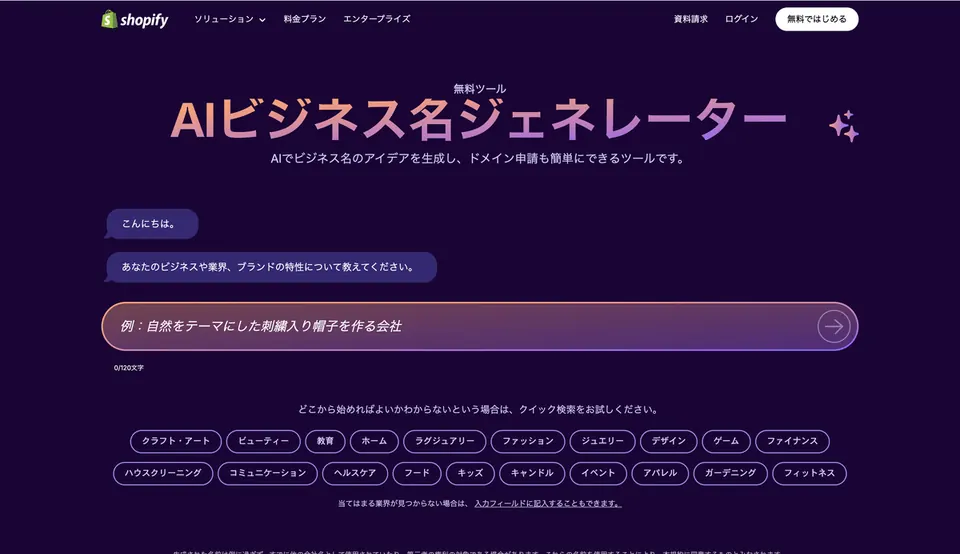 shopify
ソリューション 料金プラン エンタープライズ 資料請求 ログイン 無料ではじめる
無料ツール
AIビジネス名ジェネレーター
AIでビジネス名のアイデアを生成し、ドメイン申請も簡単にできるツールです。
こんにちは。
あなたのビジネスや業界、ブランドの特性について教えてください。
例：自然をテーマにした刺繍入り帽子を作る会社
0/120文字
どこから始めればよいかわからないという場合は、クイック検索をお試しください。
クラフト・アート ビューティー 教育 ホーム ラグジュアリー ファッション ジュエリー デザイン ゲーム ファイナンス
ハウスクリーニング コミュニケーション ヘルスケア フード キッズ キャンドル イベント アパレル ガーデニング フィットネス
当てはまる業界が見つからない場合は、 入力フィールドに記入することもできます。